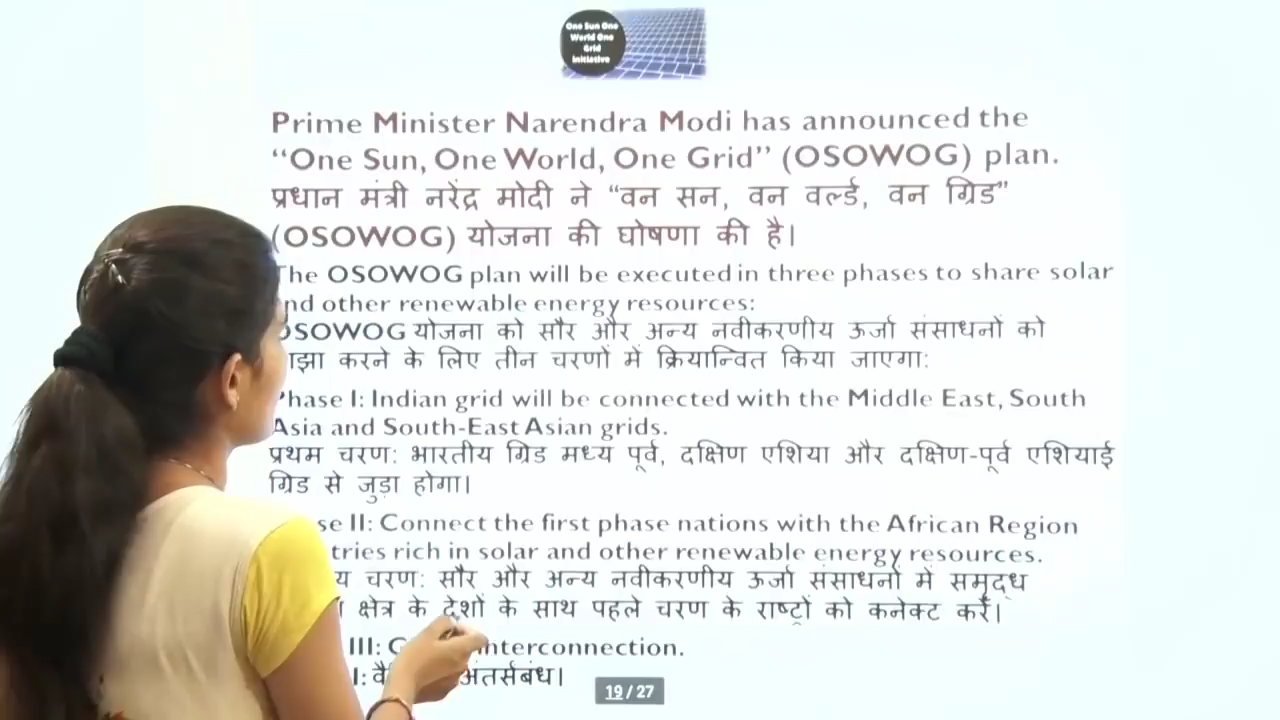 One Sun One
World One
Grid
Initiative
Prime Minister Narendra Modi has announced the
“One Sun, One World, One Grid” (OSOWOG) plan.
प्रधान मंत्री नरेंद्र मोदी ने “वन सन, वन वर्ल्ड, वन ग्रिड”
(OSOWOG) योजना की घोषणा की है।
The OSOWOG plan will be executed in three phases to share solar
and other renewable energy resources:
OSOWOG योजना को सौर और अन्य नवीकरणीय ऊर्जा संसाधनों को
साझा करने के लिए तीन चरणों में क्रियान्वित किया जाएगा:
Phase I: Indian grid will be connected with the Middle East, South
Asia and South-East Asian grids.
प्रथम चरण: भारतीय ग्रिड मध्य पूर्व, दक्षिण एशिया और दक्षिण-पूर्व एशियाई
ग्रिड से जुड़ा होगा।
II: Connect the first phase nations with the African Region
rich in solar and other renewable energy resources.
चरण: सौर और अन्य नवीकरणीय ऊर्जा संसाधनों में समृद्ध
क्षेत्र के देशों के साथ पहले चरण के राष्ट्रों को कनेक्ट करें।
III: interconnection.
अंतर्संबंध।
19 / 27